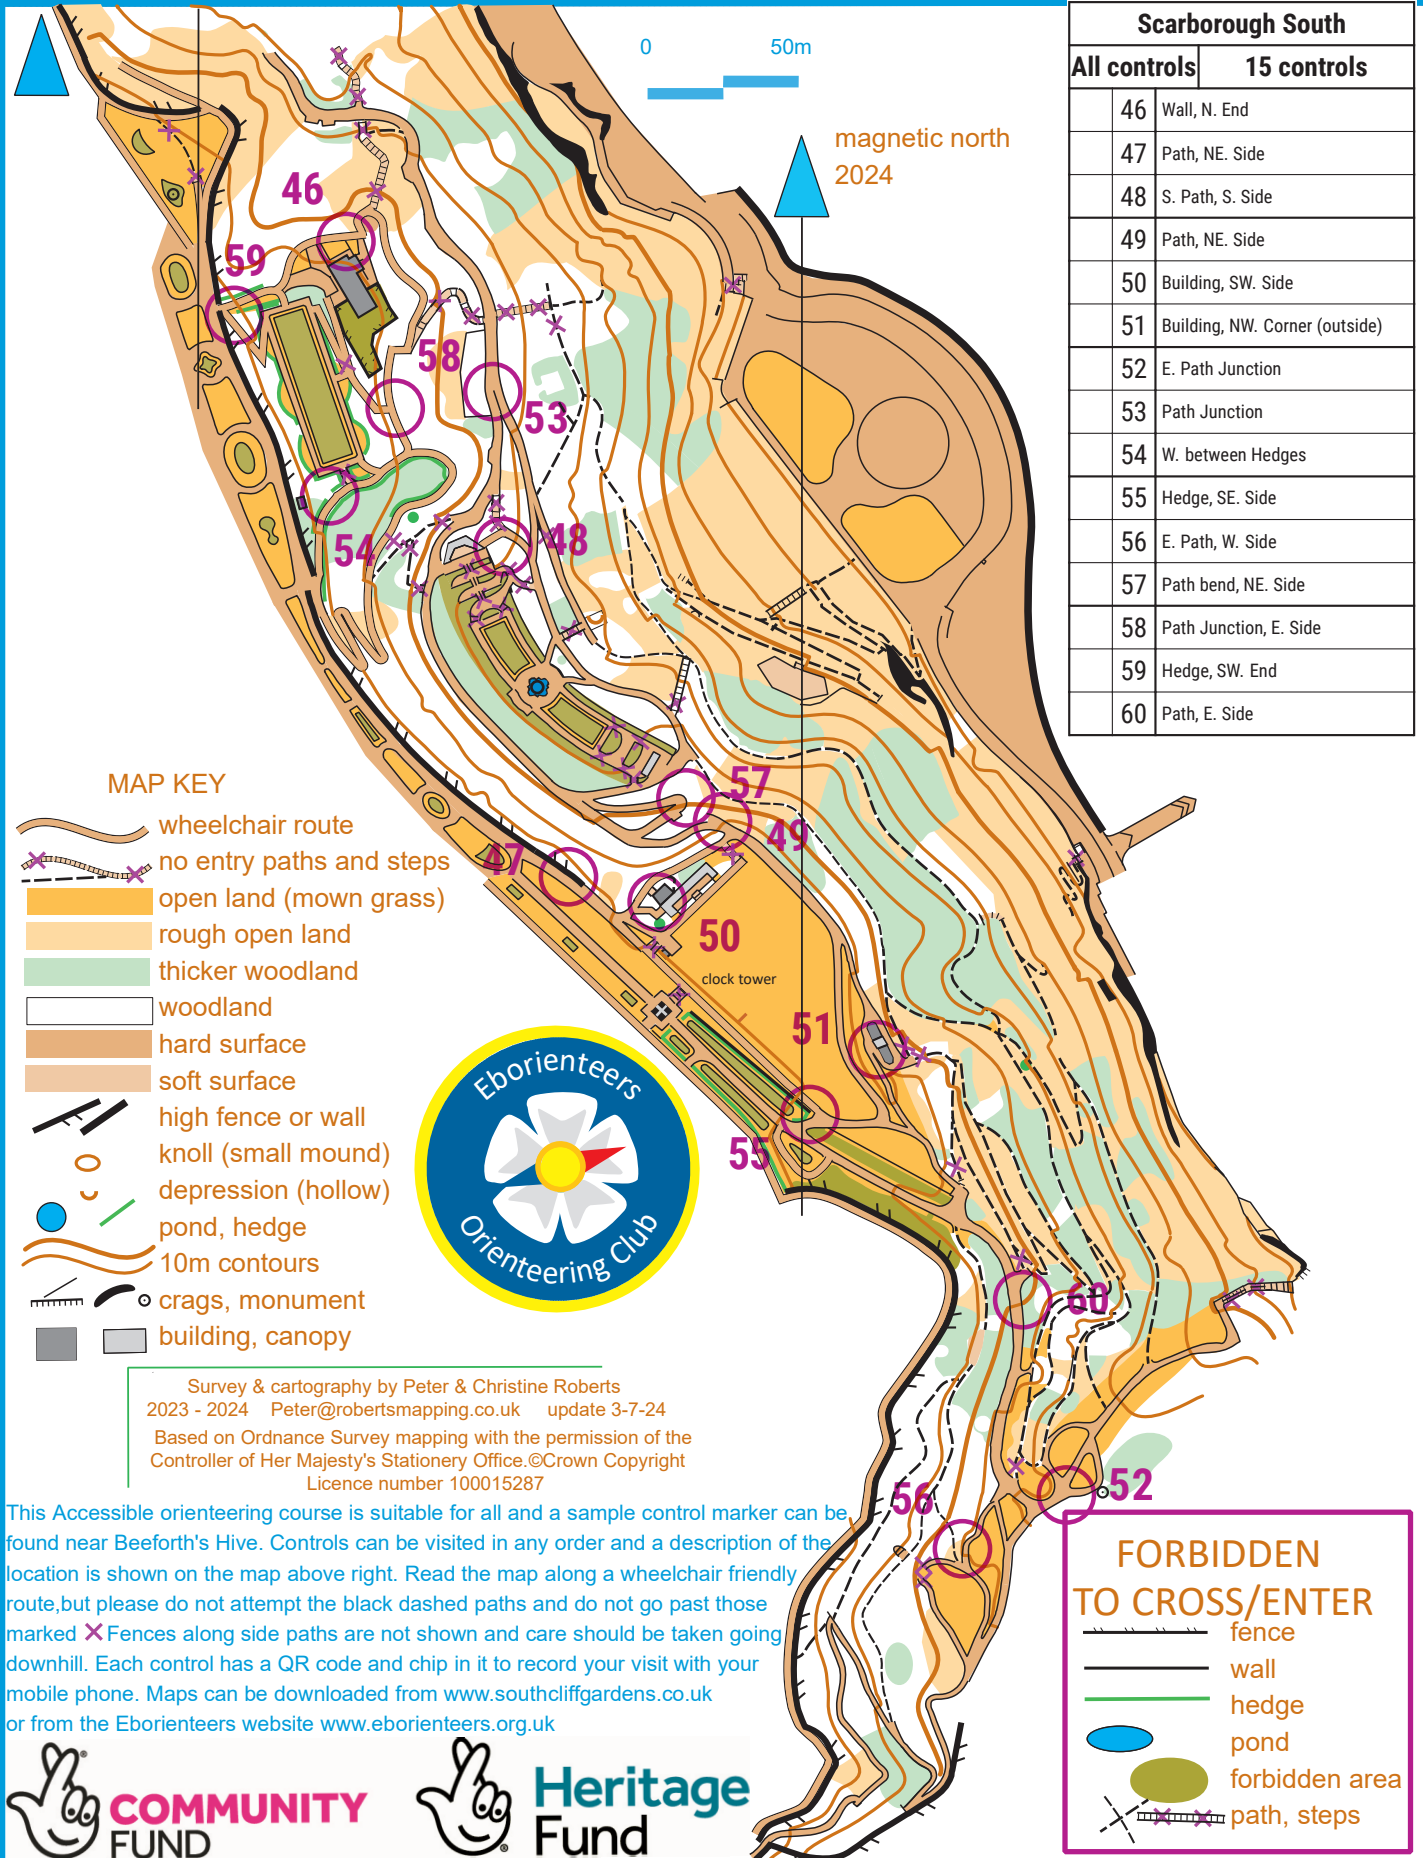 Scarborough South
All controls 15 controls
46 Wall, N. End
47 Path, NE. Side
48 S. Path, S. Side
49 Path, NE. Side
50 Building, SW. Side
51 Building, NW. Corner (outside)
52 E. Path Junction
53 Path Junction
54 W. between Hedges
55 Hedge, SE. Side
56 E. Path, W. Side
57 Path bend, NE. Side
58 Path Junction, E. Side
59 Hedge, SW. End
60 Path, E. Side
0 50m
magnetic north
2024
46
59
58
53
54
48
57
49
47
50
clock tower
51
55
60
52
56
MAP KEY
wheelchair route
no entry paths and steps
open land (mown grass)
rough open land
thicker woodland
woodland
hard surface
soft surface
high fence or wall
knoll (small mound)
depression (hollow)
pond, hedge
10m contours
crags, monument
building, canopy
Eborienteers
Orienteering Club
Survey & cartography by Peter & Christine Roberts
2023 - 2024 Peter@robertsmapping.co.uk update 3-7-24
Based on Ordnance Survey mapping with the permission of the
Controller of Her Majesty's Stationery Office.©Crown Copyright
Licence number 100015287
This Accessible orienteering course is suitable for all and a sample control marker can be
found near Beeforth's Hive. Controls can be visited in any order and a description of the
location is shown on the map above right. Read the map along a wheelchair friendly
route,but please do not attempt the black dashed paths and do not go past those
marked X Fences along side paths are not shown and care should be taken going
downhill. Each control has a QR code and chip in it to record your visit with your
mobile phone. Maps can be downloaded from www.southcliffgardens.co.uk
or from the Eborienteers website www.eborienteers.org.uk
COMMUNITY
FUND
Heritage
Fund
FORBIDDEN
TO CROSS/ENTER
fence
wall
hedge
pond
forbidden area
path, steps